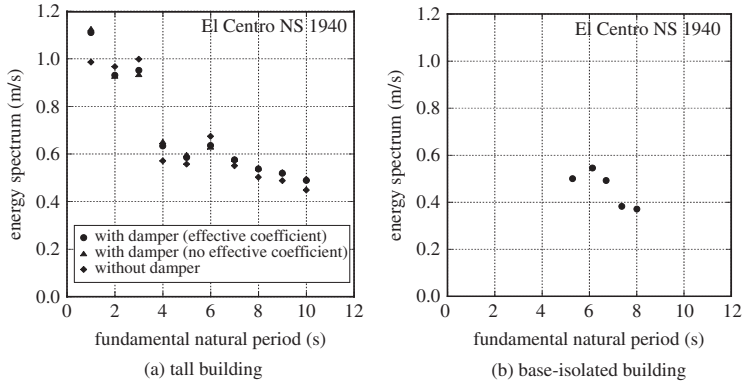 1.2
1.0
0.8
0.6
0.4
0.2
0.0
energy spectrum (m/s)
El Centro NS 1940
with damper (effective coefficient)
with damper (no effective coefficient)
without damper
0 2 4 6 8 10 12
fundamental natural period (s)
(a) tall building
1.2
1.0
0.8
0.6
0.4
0.2
0.0
energy spectrum (m/s)
El Centro NS 1940
0 2 4 6 8 10 12
fundamental natural period (s)
(b) base-isolated building